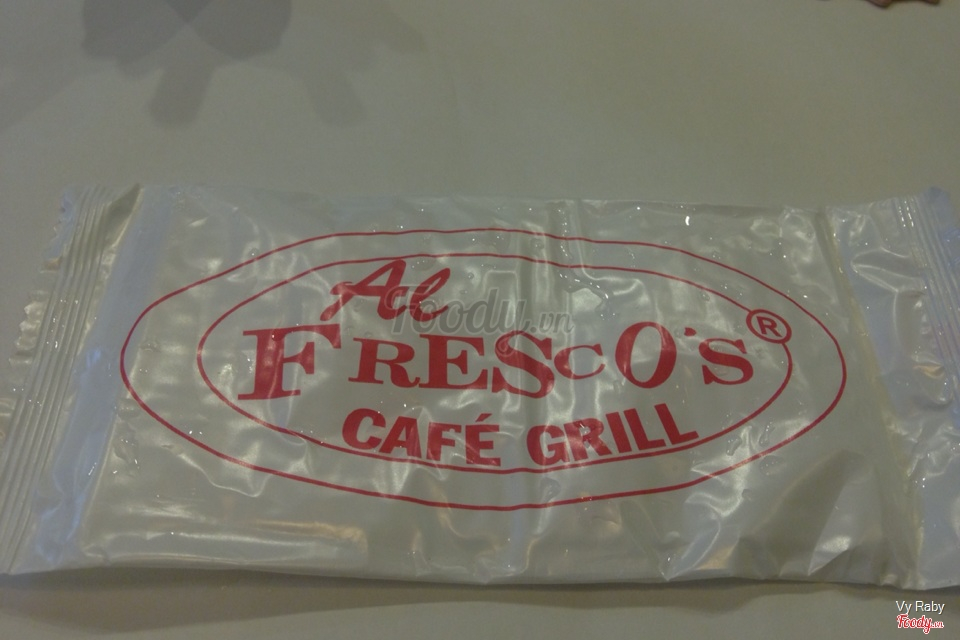 Al
FRESCO'S®
CAFÉ GRILL
foody.vn
Vy Raby
Foody.vn